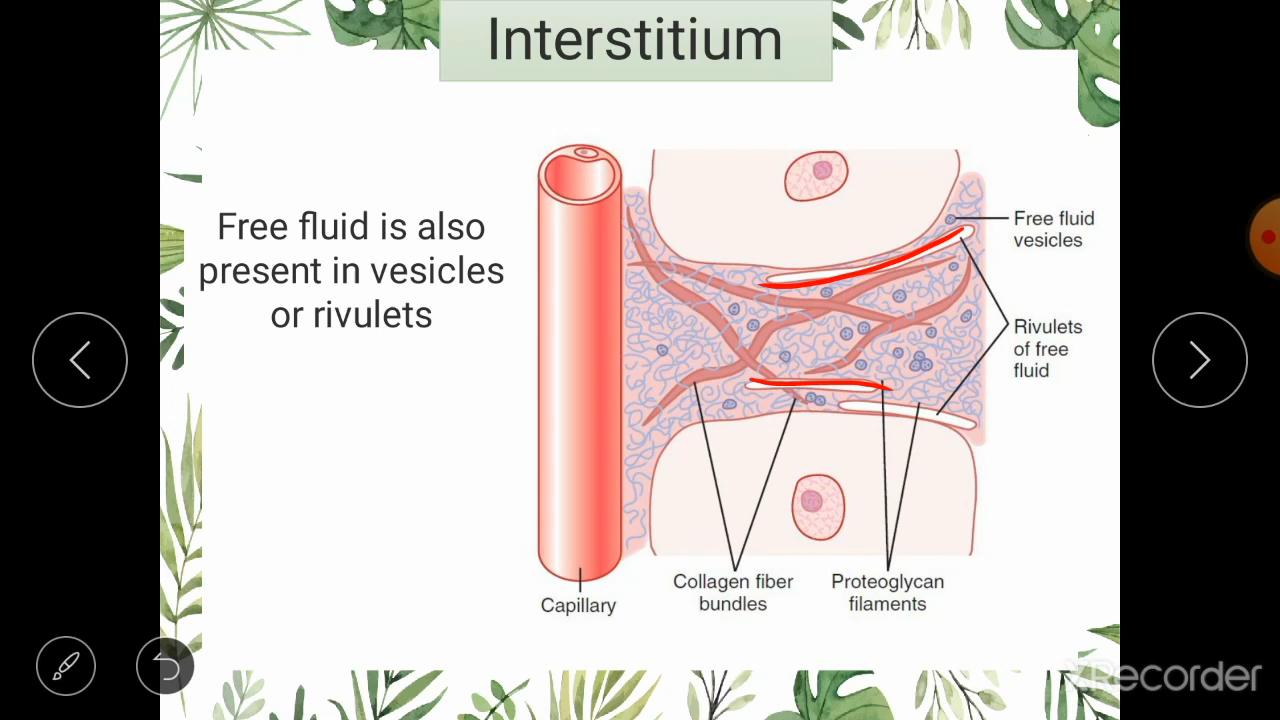 Interstitium
Free fluid is also
present in vesicles
or rivulets
Free fluid
vesicles
Rivulets
of free
fluid
Collagen fiber
bundles
Proteoglycan
filaments
Capillary
XRecorder